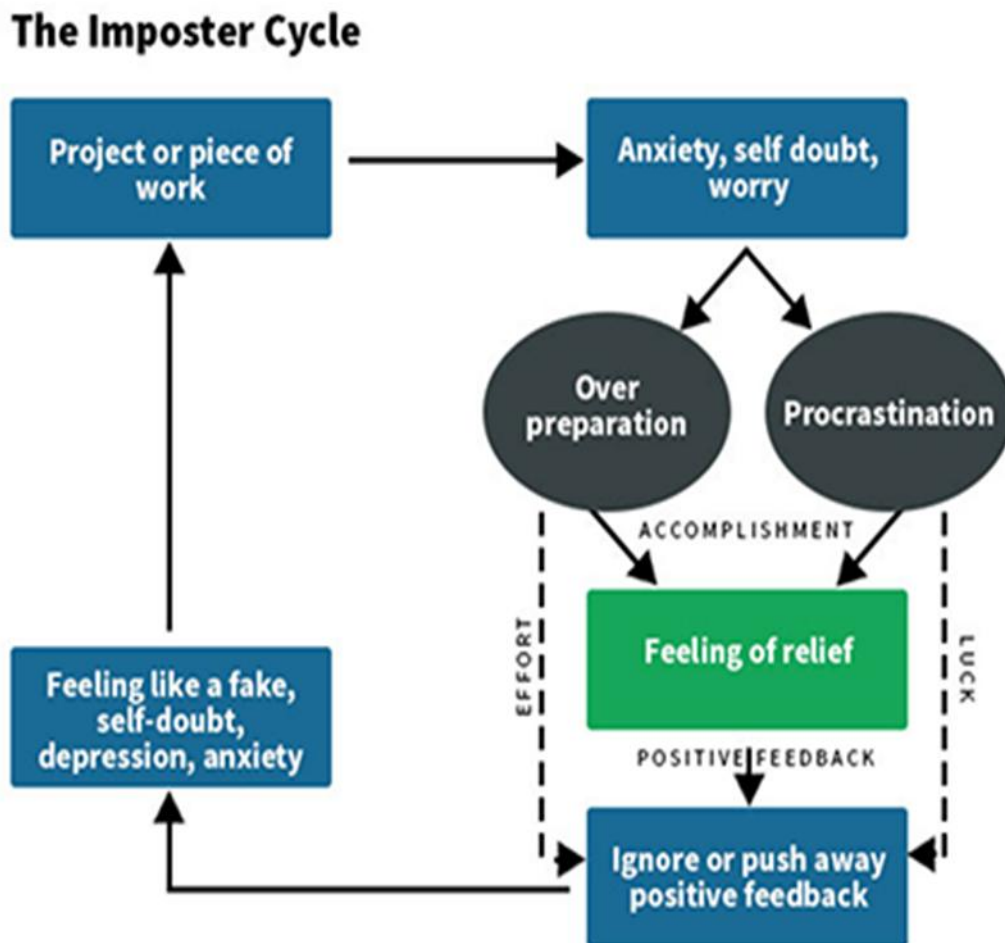 The Imposter Cycle
Project or piece of
work
Anxiety, self doubt,
worry
Over
preparation
Procrastination
ACCOMPLISHMENT
EFFORT
LUCK
Feeling of relief
POSITIVE FEEDBACK
Feeling like a fake,
self-doubt,
depression, anxiety
Ignore or push away
positive feedback